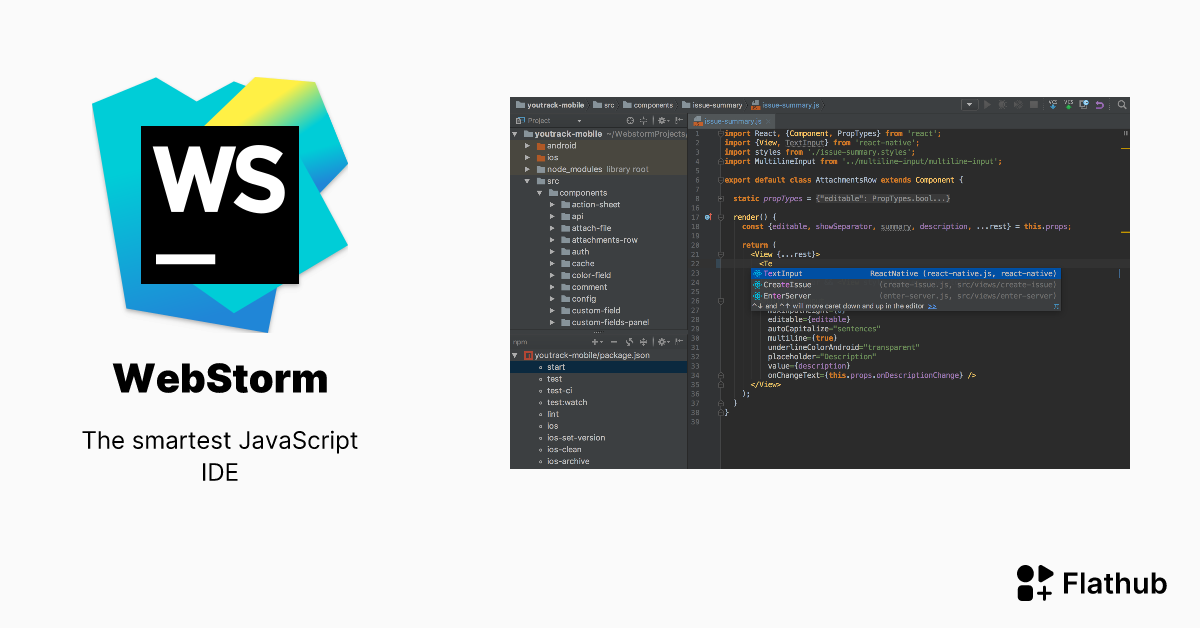 WS
WebStorm
The smartest JavaScript
IDE
youtrack-mobile src components issue-summary issue-summary.js
Project
issue-summary.js
youtrack-mobile ~/WebstormProjects/
android
ios
node_modules library root
src
components
action-sheet
api
attach-file
attachments-row
auth
cache
color-field
comment
config
custom-field
custom-fields-panel
npm
youtrack-mobile/package.json
start
test
test-ci
test:watch
lint
ios
ios-set-version
ios-clean
ios-archive
1 import React, {Component, PropTypes} from 'react';
2 import {View, TextInput} from 'react-native';
3 import styles from './issue-summary.styles';
4 import MultilineInput from '../multiline-input/multiline-input';
5
6 export default class AttachmentsRow extends Component {
7
8 static propTypes = {"editable": PropTypes.bool...}
16
17 render() {
18 const {editable, showSeparator, summary, description, ...rest} = this.props;
19
20 return (
21 <View {...rest}>
22 <Te
23 TextInput ReactNative (react-native.js, react-native)
24 CreateIssue (create-issue.js, src/views/create-issue)
25 EnterServer (enter-server.js, src/views/enter-server)
26 ^↓ and ^↑ will move caret down and up in the editor >>
28 editable={editable}
29 autoCapitalize="sentences"
30 multiline={true}
31 underlineColorAndroid="transparent"
32 placeholder="Description"
33 value={description}
34 onChangeText={this.props.onDescriptionChange} />
35 </View>
36 );
37 }
38 }
39
Flathub